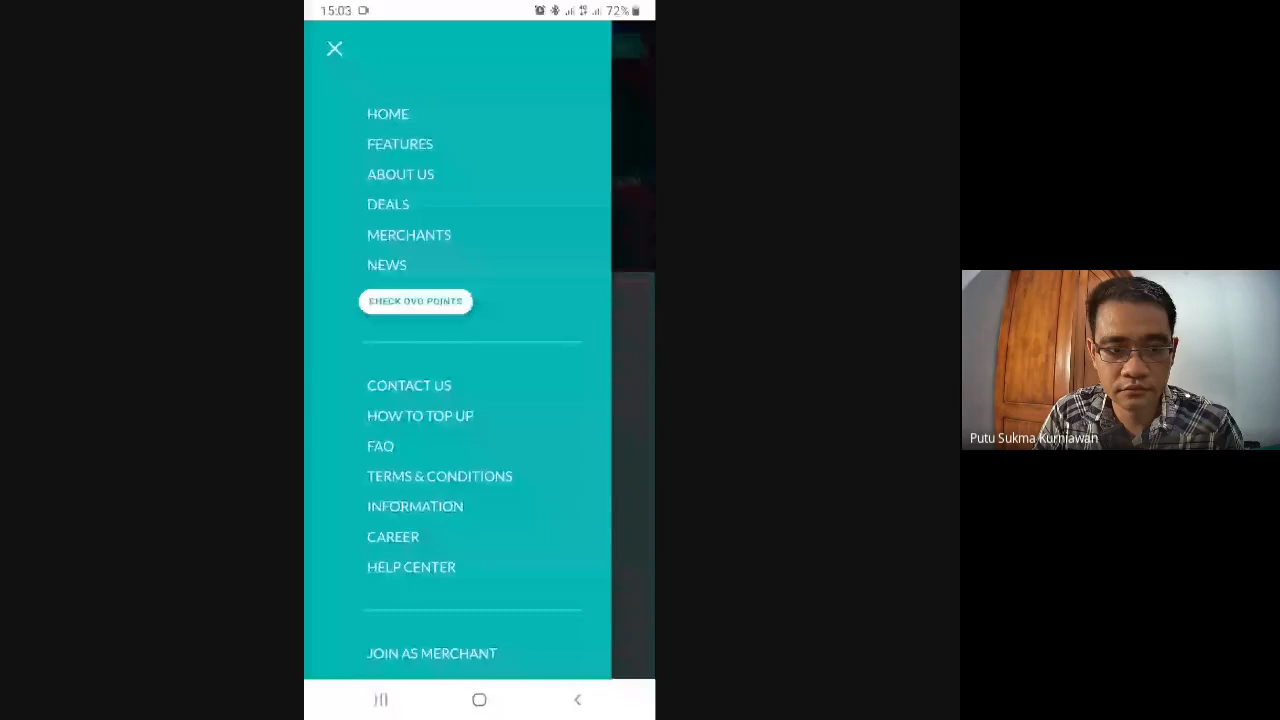 15:03
72%
HOME
FEATURES
ABOUT US
DEALS
MERCHANTS
NEWS
CHECK OVO POINTS
CONTACT US
HOW TO TOP UP
FAQ
TERMS & CONDITIONS
INFORMATION
CAREER
HELP CENTER
JOIN AS MERCHANT
Putu Sukma Kurniawan